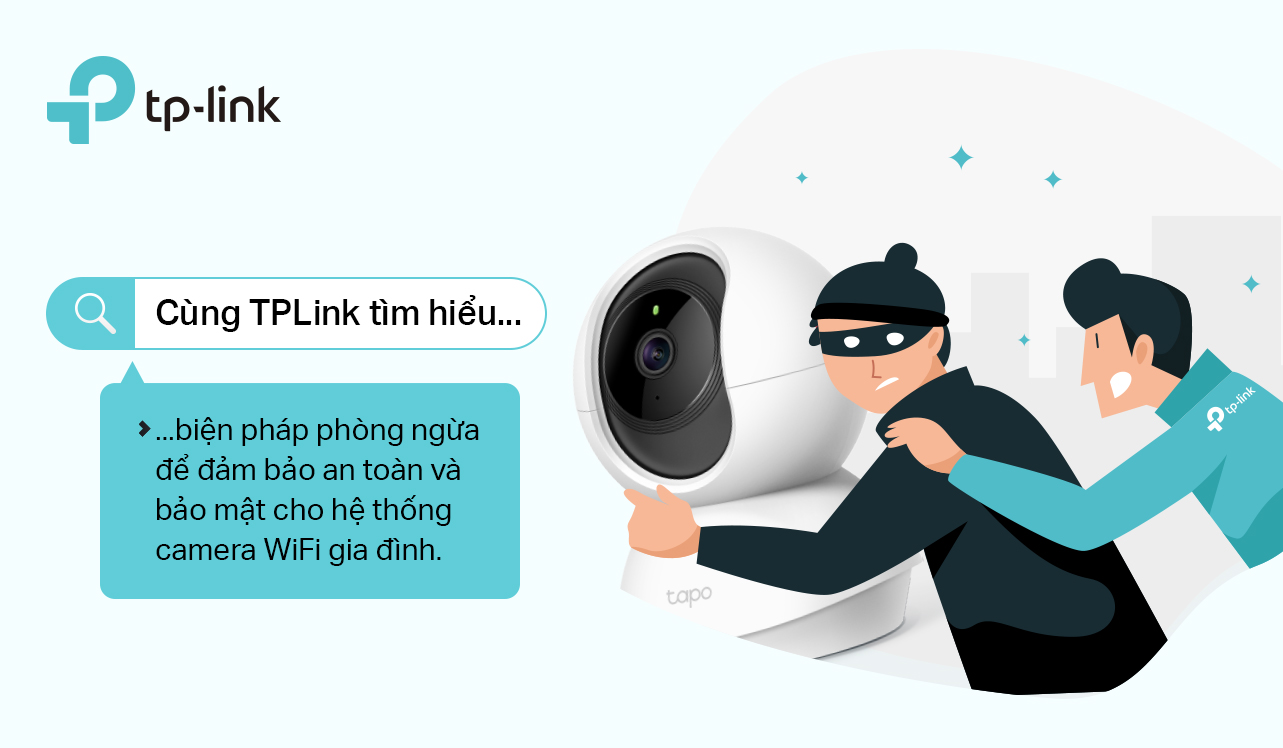 tp-link
Cùng TPLink tìm hiểu...
...biện pháp phòng ngừa
để đảm bảo an toàn và
bảo mật cho hệ thống
camera WiFi gia đình.
tp-link
tapo